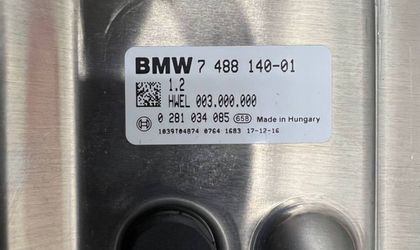 BMW 7 488 140-01
1.2
HWEL 003.000.000
0 281 034 085 658 Made in Hungary
1039T04874 0764 1683 17-12-16